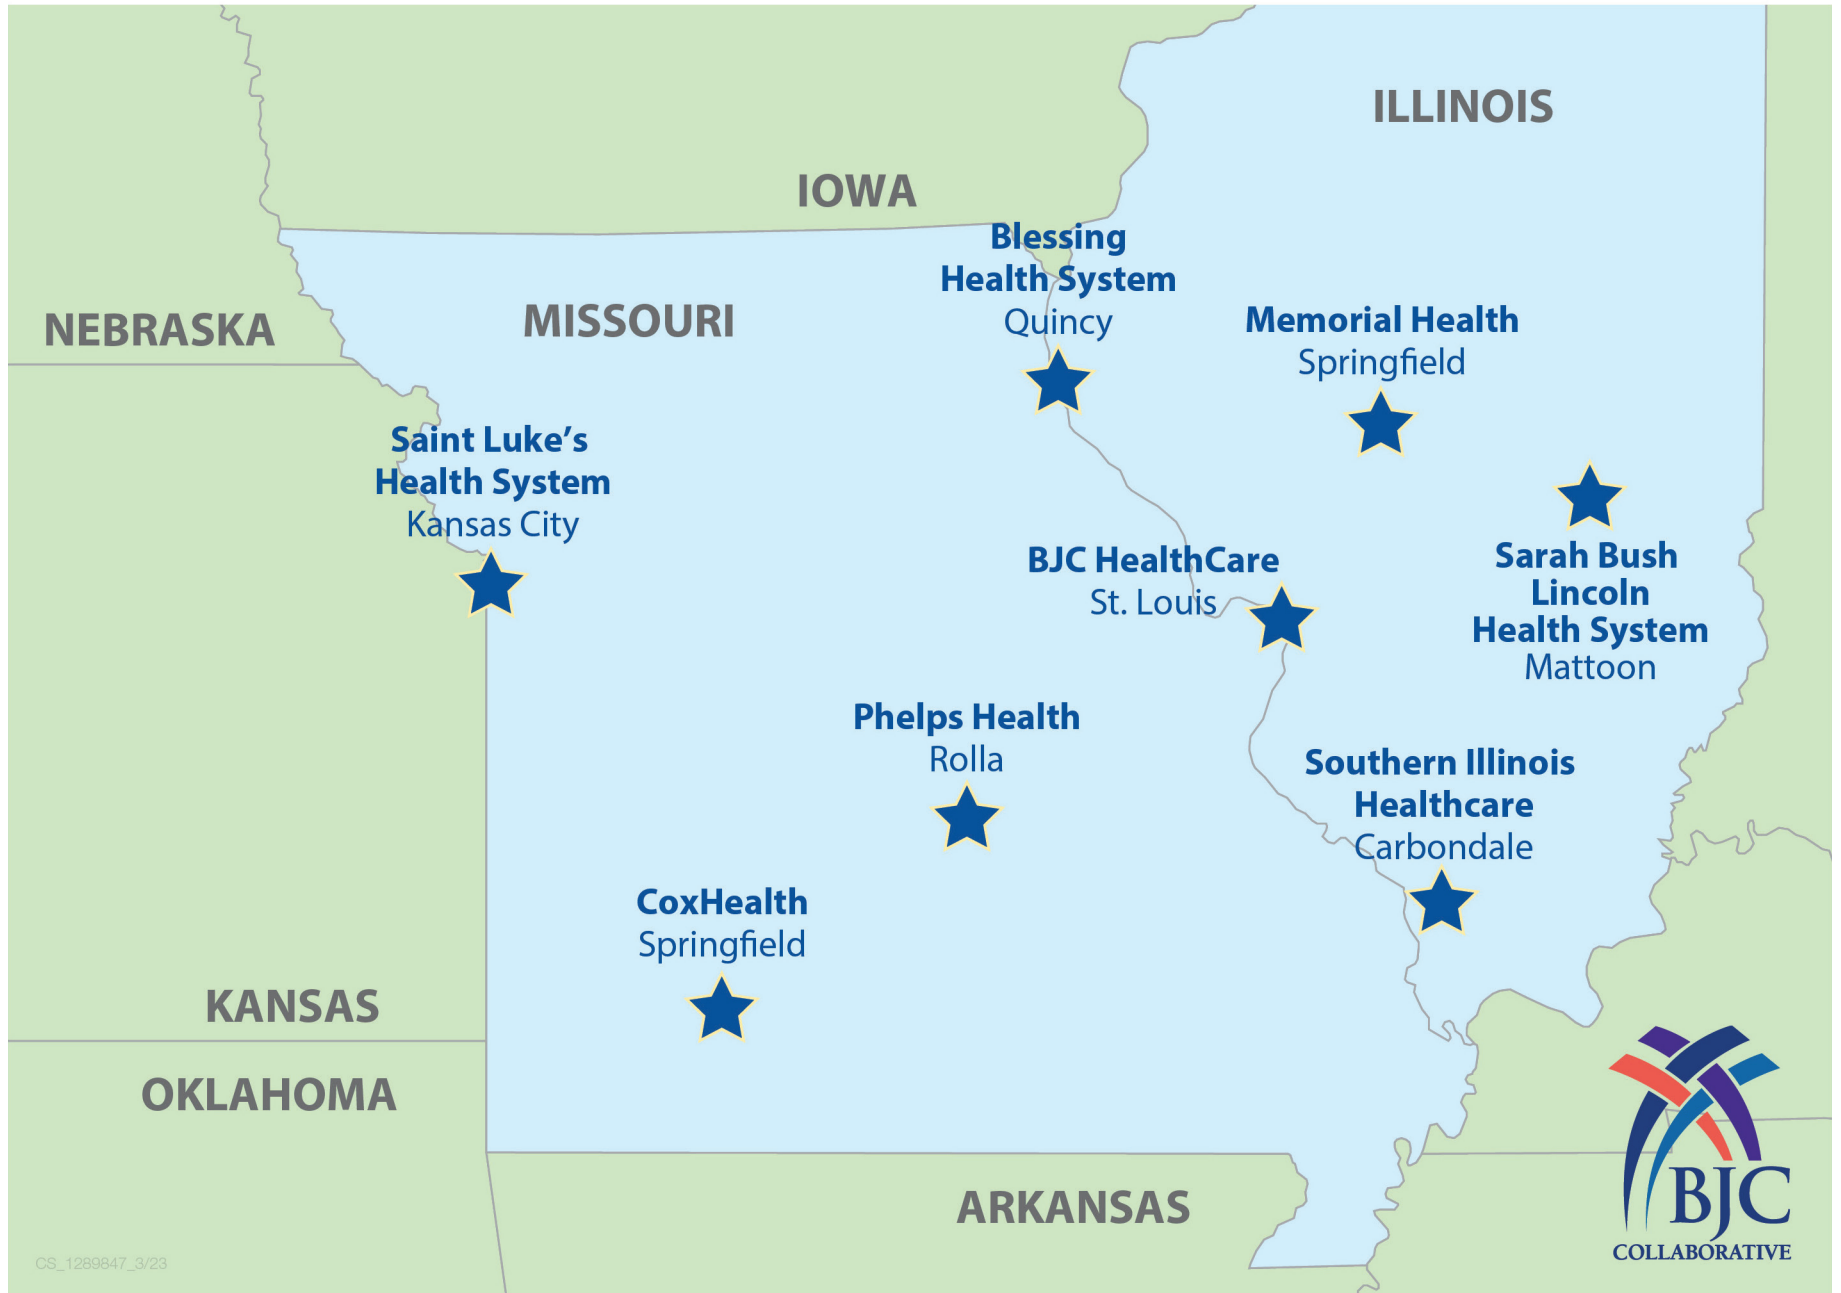 ILLINOIS
IOWA
Blessing
Health System
Quincy
MISSOURI
NEBRASKA
Memorial Health
Springfield
Saint Luke’s
Health System
Kansas City
BJC HealthCare
St. Louis
Sarah Bush
Lincoln
Health System
Mattoon
Phelps Health
Rolla
Southern Illinois
Healthcare
Carbondale
CoxHealth
Springfield
KANSAS
OKLAHOMA
ARKANSAS
BJC
COLLABORATIVE
CS_1289847_3/23